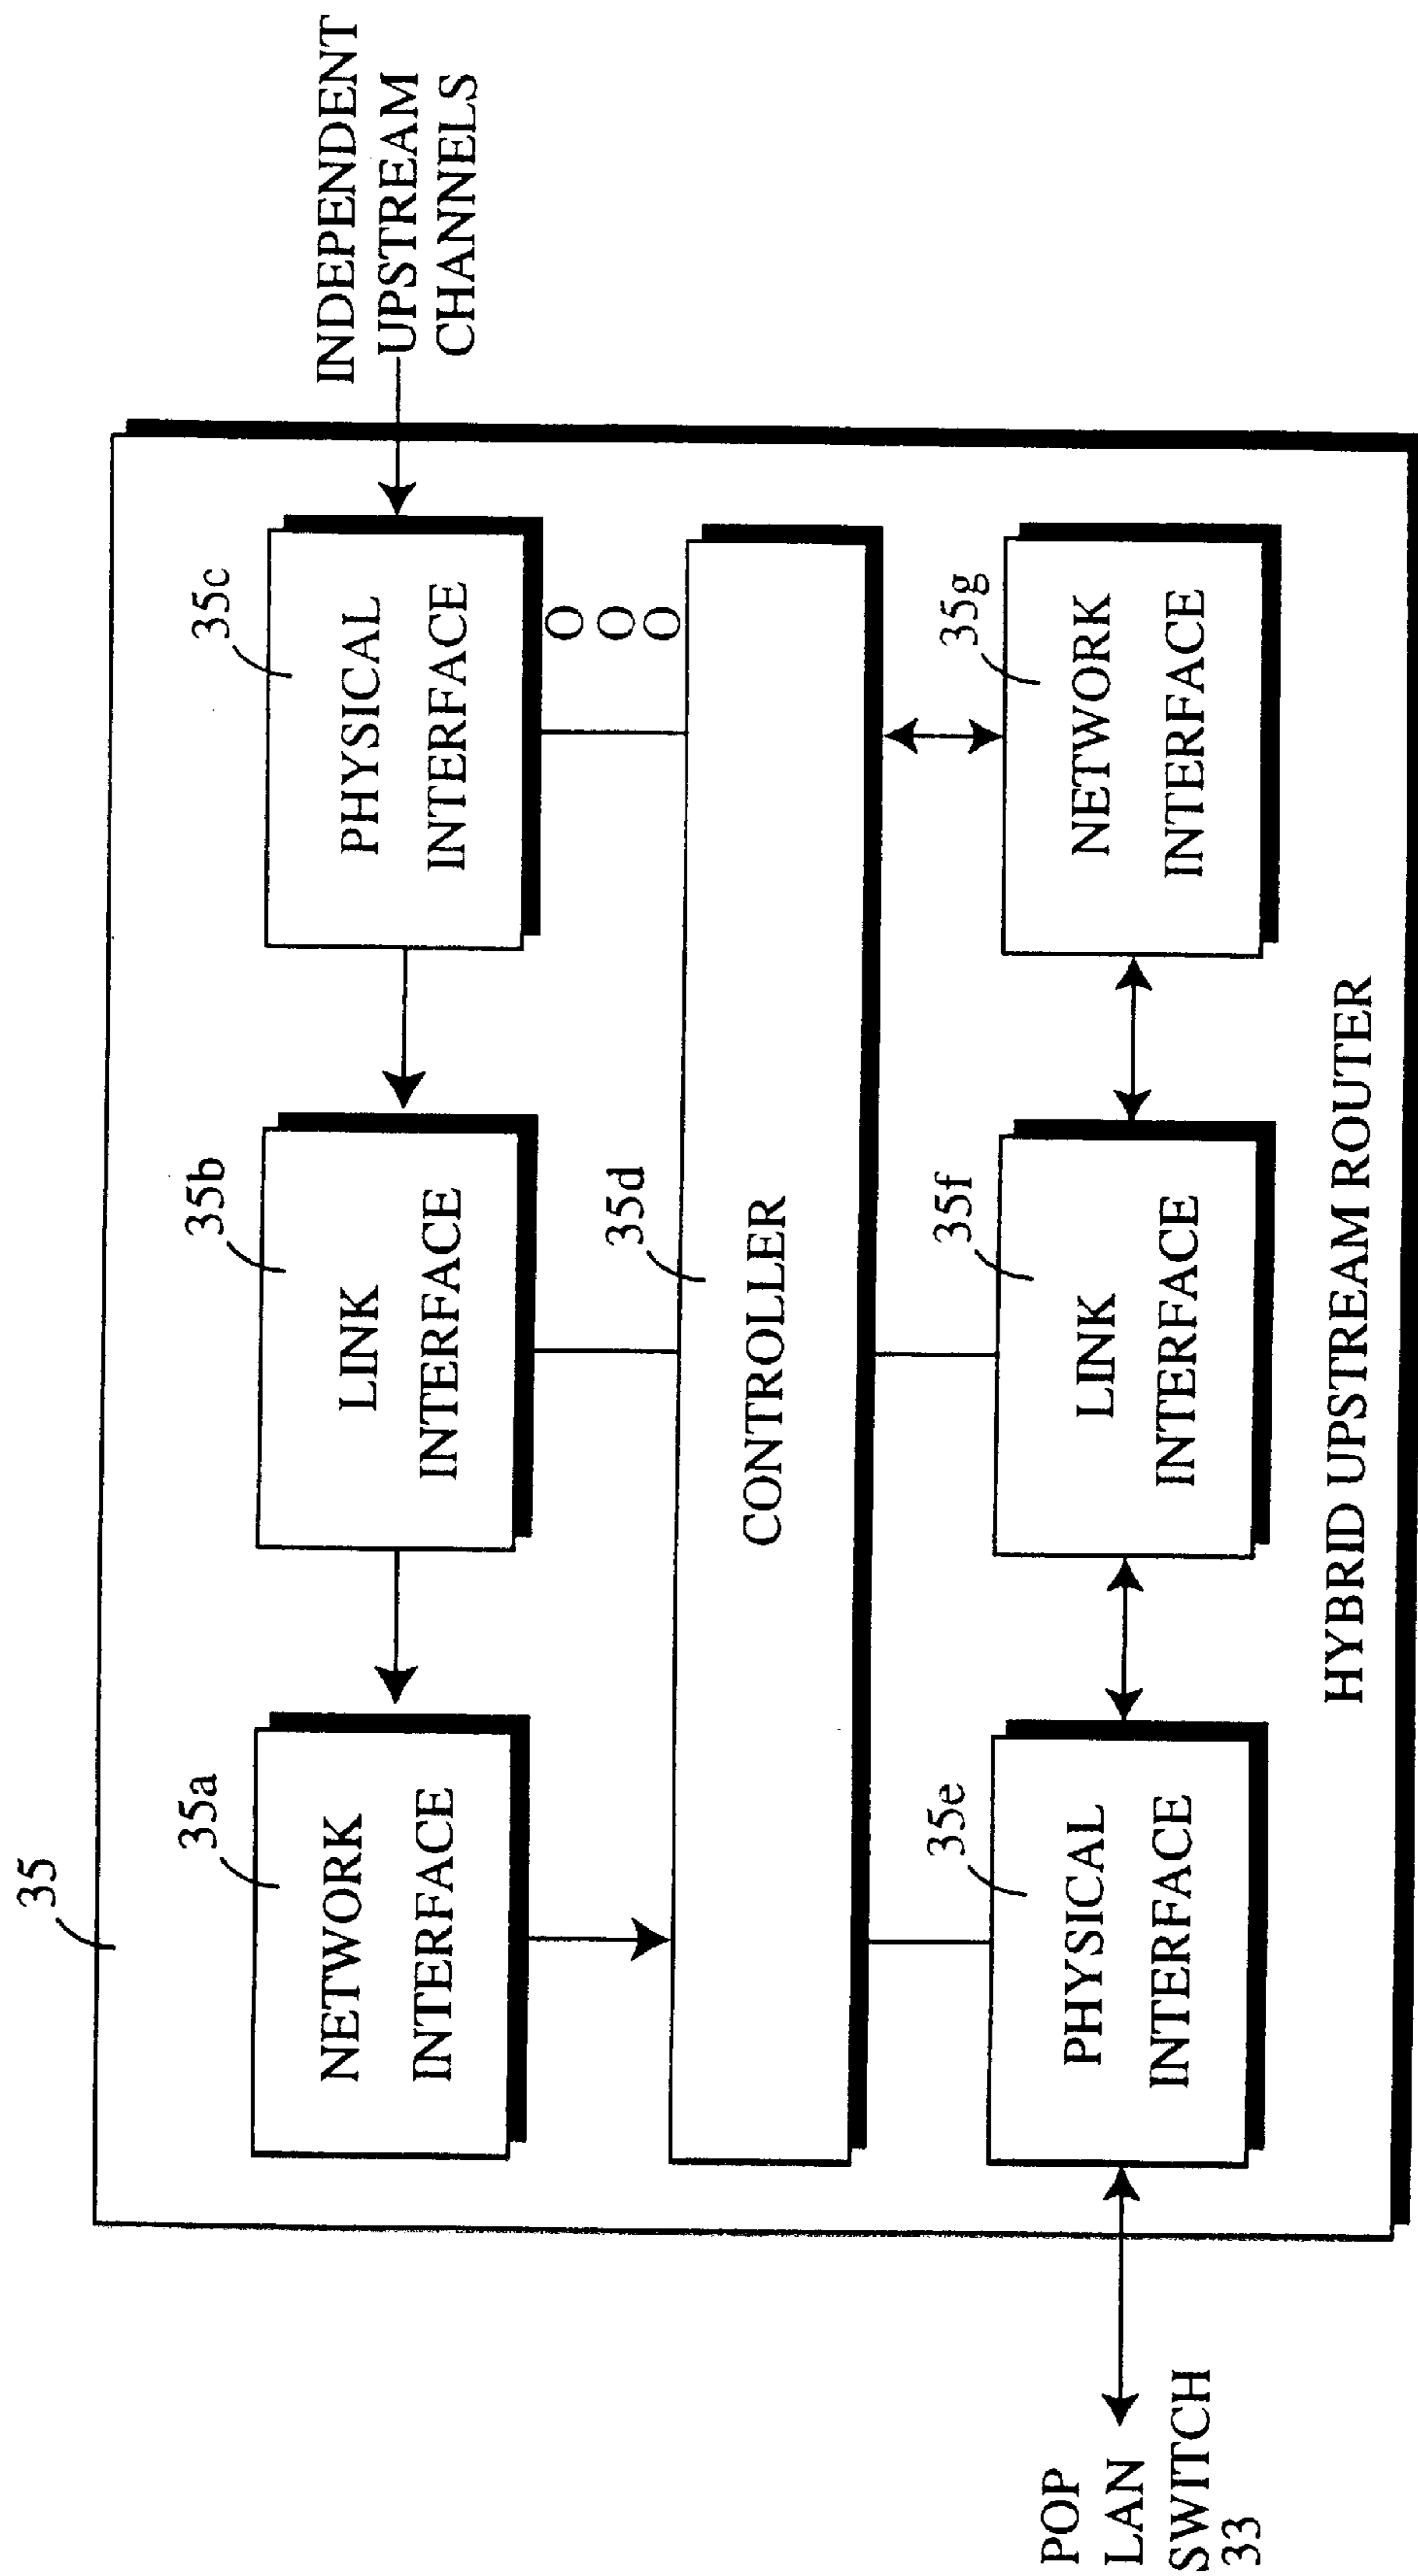 35
35a
NETWORK
INTERFACE
35b
LINK
INTERFACE
35c
PHYSICAL
INTERFACE
INDEPENDENT
UPSTREAM
CHANNELS
O O O
35d
CONTROLLER
POP
LAN
SWITCH
33
35e
PHYSICAL
INTERFACE
35f
LINK
INTERFACE
35g
NETWORK
INTERFACE
HYBRID UPSTREAM ROUTER